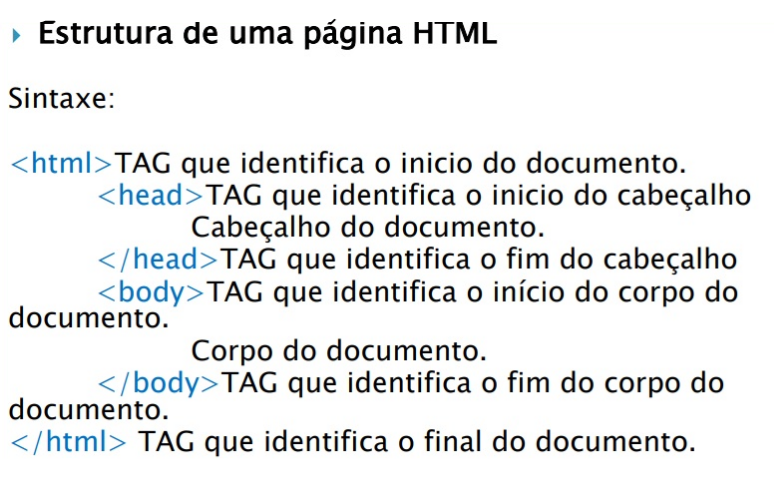 Estrutura de uma página HTML
Sintaxe:
<html>TAG que identifica o inicio do documento.
<head>TAG que identifica o inicio do cabeçalho
Cabeçalho do documento.
</head>TAG que identifica o fim do cabeçalho
<body>TAG que identifica o início do corpo do
documento.
Corpo do documento.
</body>TAG que identifica o fim do corpo do
documento.
</html> TAG que identifica o final do documento.